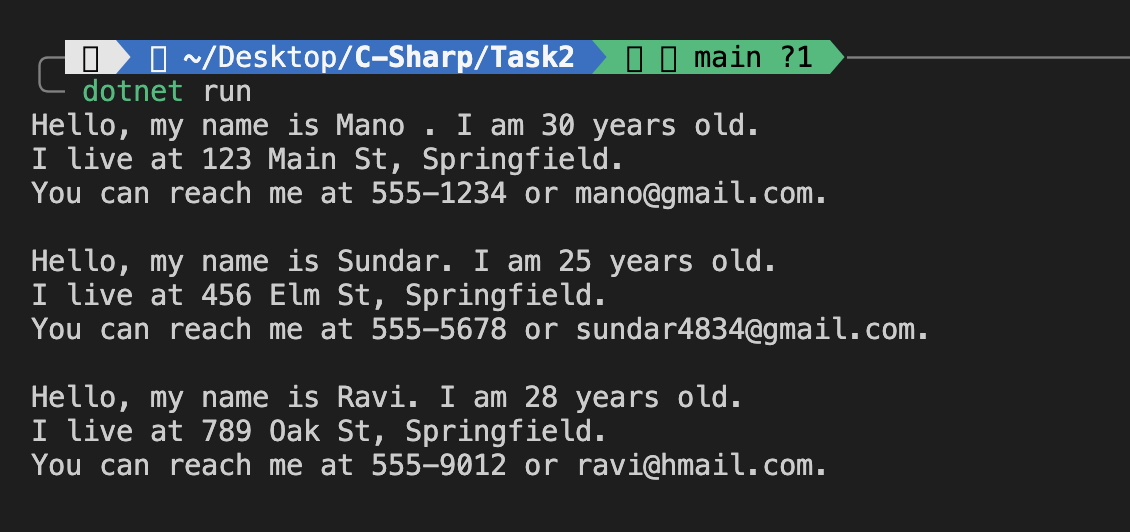 ~/Desktop/C-Sharp/Task2 main ?1
dotnet run
Hello, my name is Mano . I am 30 years old.
I live at 123 Main St, Springfield.
You can reach me at 555-1234 or mano@gmail.com.
Hello, my name is Sundar. I am 25 years old.
I live at 456 Elm St, Springfield.
You can reach me at 555-5678 or sundar4834@gmail.com.
Hello, my name is Ravi. I am 28 years old.
I live at 789 Oak St, Springfield.
You can reach me at 555-9012 or ravi@hmail.com.